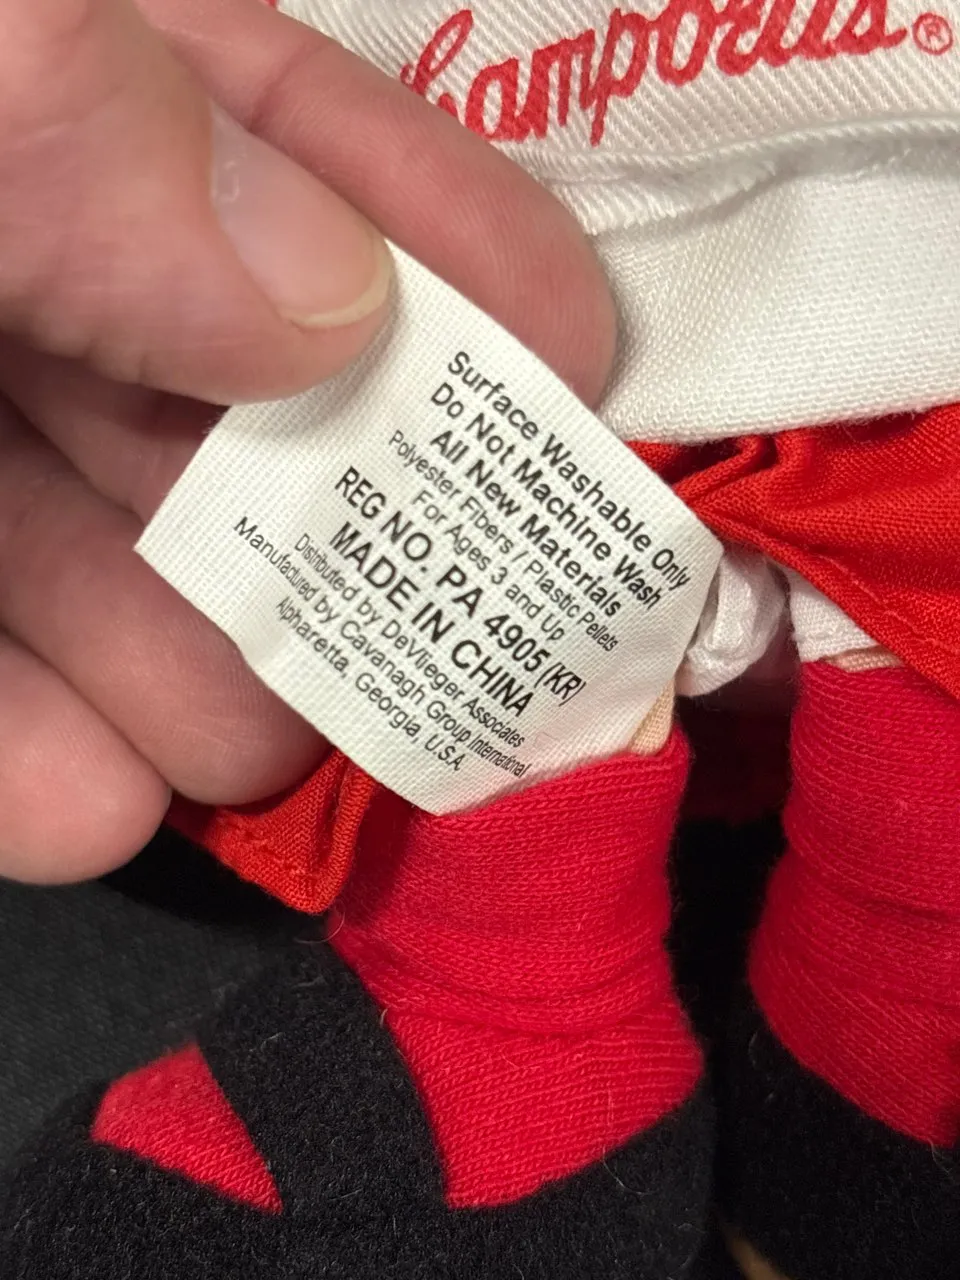 Campbell's®
Surface Washable Only
Do Not Machine Wash
All New Materials
Polyester Fibers / Plastic Pellets
For Ages 3 and Up
REG NO. PA 4905 (KR)
MADE IN CHINA
Distributed by DeVlieger Associates
Manufactured by Cavanagh Group International
Alpharetta, Georgia, U.S.A.